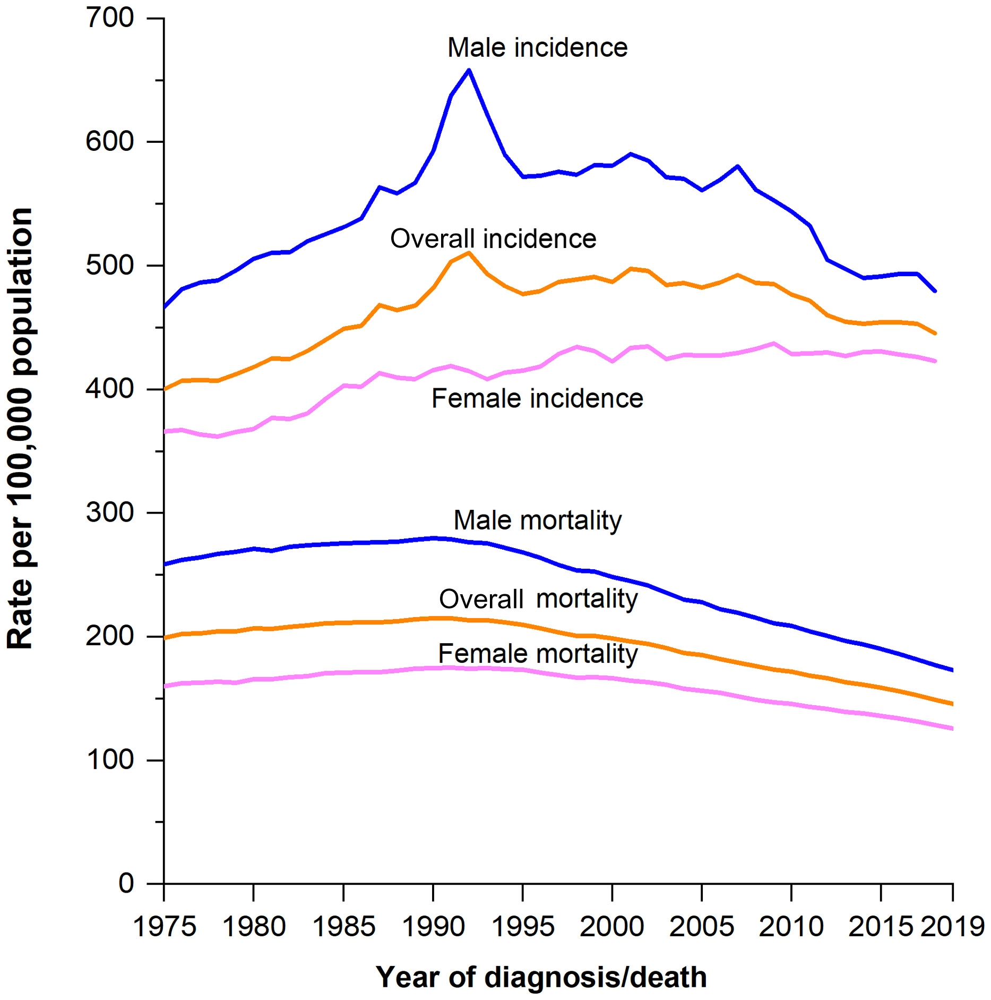 700
Male incidence
600
Overall incidence
500
400
Female incidence
300
Male mortality
Overall mortality
200
Female mortality
100
0
Rate per 100,000 population
1975 1980 1985 1990 1995 2000 2005 2010 2015 2019
Year of diagnosis/death